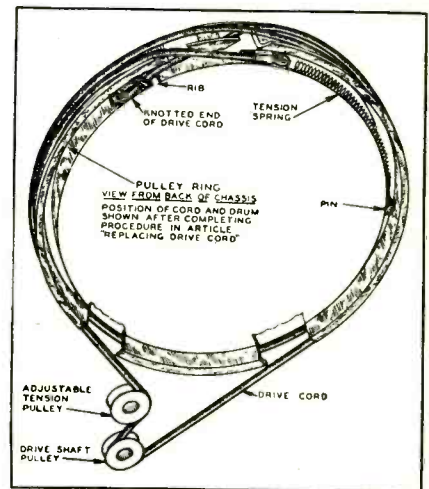 RIB
KNOTTED END
OF DRIVE CORD
TENSION
SPRING
PULLEY RING
VIEW FROM BACK OF CHASSIS
POSITION OF CORD AND DRUM
SHOWN AFTER COMPLETING
PROCEDURE IN ARTICLE
"REPLACING DRIVE CORD"
PIN
ADJUSTABLE
TENSION
PULLEY
DRIVE CORD
DRIVE SHAFT
PULLEY